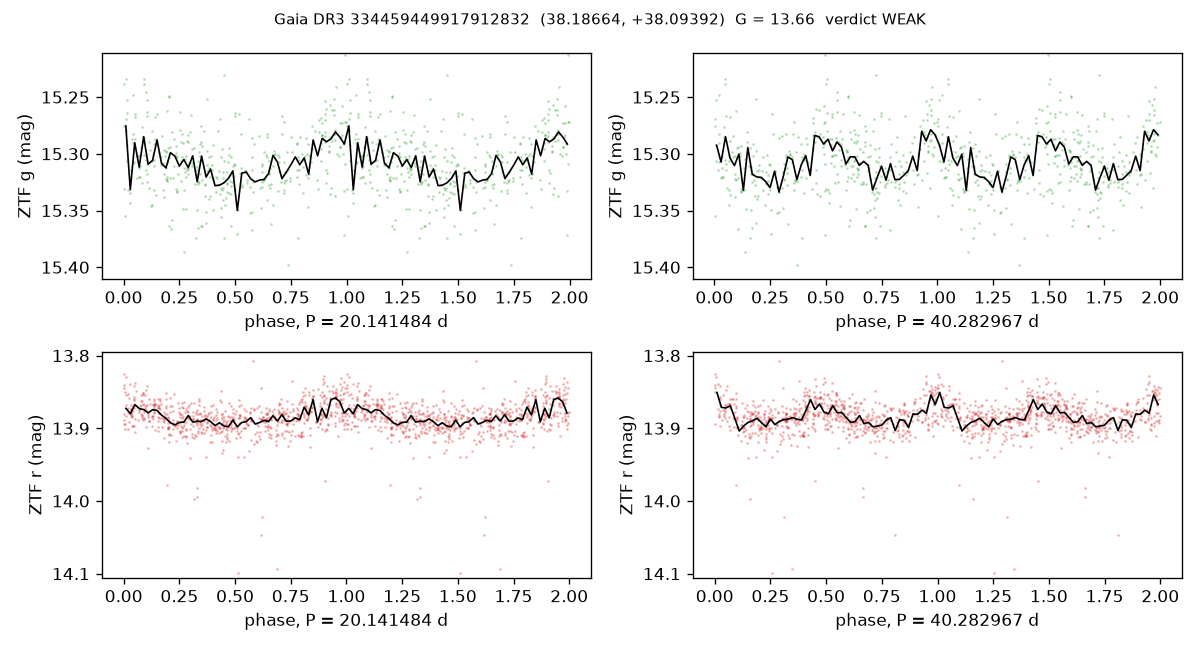 Gaia DR3 334459449917912832  (38.18664, +38.09392)  G = 13.66  verdict WEAK
ZTF g (mag)
15.25
15.30
15.35
15.40
0.00 0.25 0.50 0.75 1.00 1.25 1.50 1.75 2.00
phase, P = 20.141484 d
ZTF g (mag)
15.25
15.30
15.35
15.40
0.00 0.25 0.50 0.75 1.00 1.25 1.50 1.75 2.00
phase, P = 40.282967 d
ZTF r (mag)
13.8
13.9
14.0
14.1
0.00 0.25 0.50 0.75 1.00 1.25 1.50 1.75 2.00
phase, P = 20.141484 d
ZTF r (mag)
13.8
13.9
14.0
14.1
0.00 0.25 0.50 0.75 1.00 1.25 1.50 1.75 2.00
phase, P = 40.282967 d